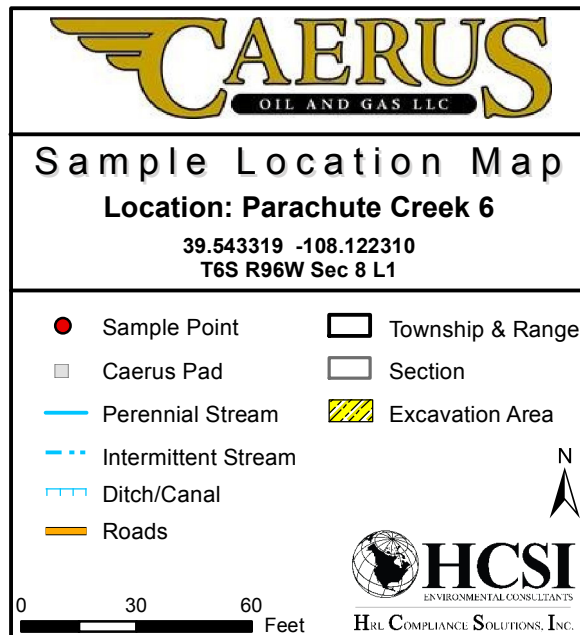 CAERUS
OIL AND GAS LLC
Sample Location Map
Location: Parachute Creek 6
39.543319 -108.122310
T6S R96W Sec 8 L1
Sample Point
Caerus Pad
Perennial Stream
Intermittent Stream
Ditch/Canal
Roads
Township & Range
Section
Excavation Area
N
0 30 60
Feet
HCSI
ENVIRONMENTAL CONSULTANTS
HRL COMPLIANCE SOLUTIONS, INC.